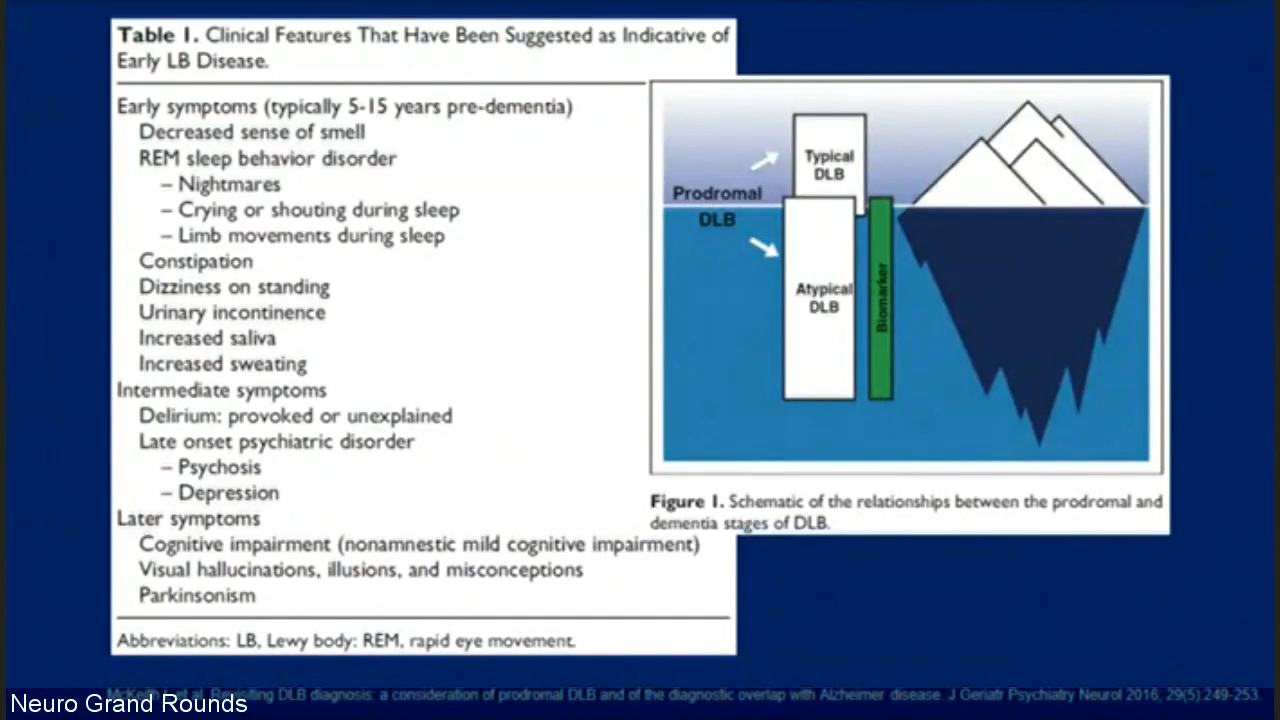 Table 1. Clinical Features That Have Been Suggested as Indicative of
Early LB Disease.
Early symptoms (typically 5-15 years pre-dementia)
Decreased sense of smell
REM sleep behavior disorder
– Nightmares
– Crying or shouting during sleep
– Limb movements during sleep
Constipation
Dizziness on standing
Urinary incontinence
Increased saliva
Increased sweating
Intermediate symptoms
Delirium: provoked or unexplained
Late onset psychiatric disorder
– Psychosis
– Depression
Later symptoms
Cognitive impairment (nonamnestic mild cognitive impairment)
Visual hallucinations, illusions, and misconceptions
Parkinsonism
Abbreviations: LB, Lewy body; REM, rapid eye movement.
Prodromal
DLB
Typical
DLB
Atypical
DLB
Biomarker
Figure 1. Schematic of the relationships between the prodromal and
dementia stages of DLB.
et al. Revisiting DLB diagnosis: a consideration of prodromal DLB and of the diagnostic overlap with Alzheimer disease. J Geriatr Psychiatry Neurol 2016; 29(5):249-253.
Neuro Grand Rounds